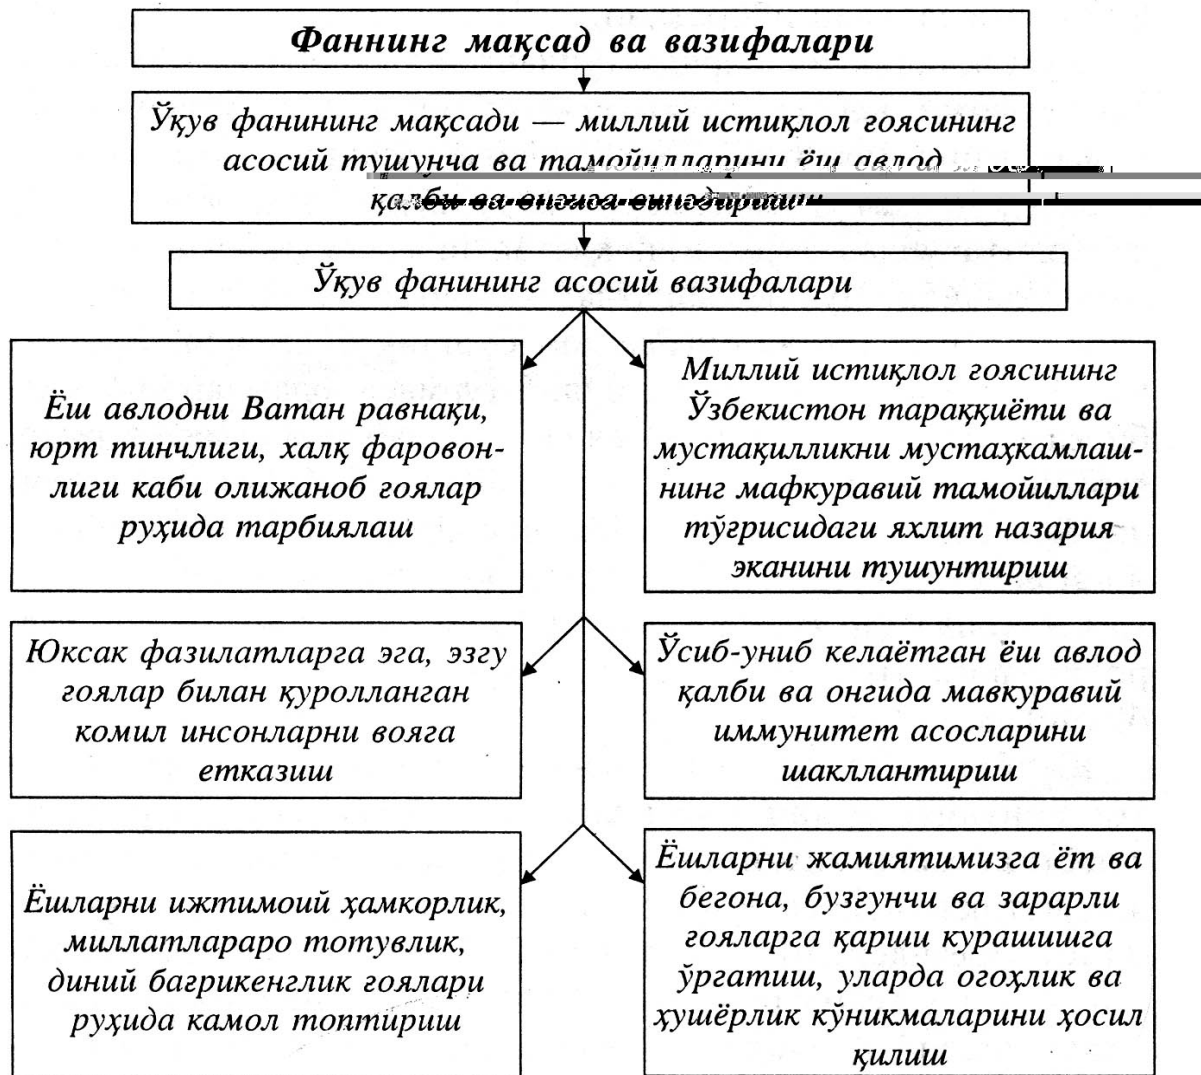 Фаннинг мақсад ва вазифалари
Ўқув фанининг мақсади — миллий истиқлол ғоясининг
асосий тушунча ва тамойилларини ёш авлод
қалби ва онгига сингдириш
Ўқув фанининг асосий вазифалари
Ёш авлодни Ватан равнақи,
юрт тинчлиги, халқ фаровон-
лиги каби олижаноб ғоялар
руҳида тарбиялаш
Миллий истиқлол ғоясининг
Ўзбекистон тараққиёти ва
мустақилликни мустаҳкамлаш-
нинг мафкуравий тамойиллари
тўғрисидаги яхлит назария
эканини тушунтириш
Юксак фазилатларга эга, эзгу
ғоялар билан қуролланган
комил инсонларни вояга
етказиш
Ўсиб-униб келаётган ёш авлод
қалби ва онгида мавкуравий
иммунитет асосларини
шакллантириш
Ёшларни ижтимоий ҳамкорлик,
миллатлараро тотувлик,
диний бағрикенглик ғоялари
руҳида камол топтириш
Ёшларни жамиятимизга ёт ва
бегона, бузғунчи ва зарарли
ғояларга қарши курашишга
ўргатиш, уларда огоҳлик ва
ҳушёрлик кўникмаларини ҳосил
қилиш